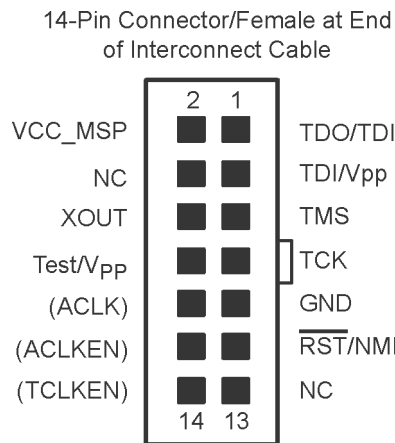 14-Pin Connector/Female at End
of Interconnect Cable
2 1
VCC_MSP TDO/TDI
NC TDI/Vpp
XOUT TMS
Test/VPP TCK
(ACLK) GND
(ACLKEN) RST/NMI
(TCLKEN) NC
14 13